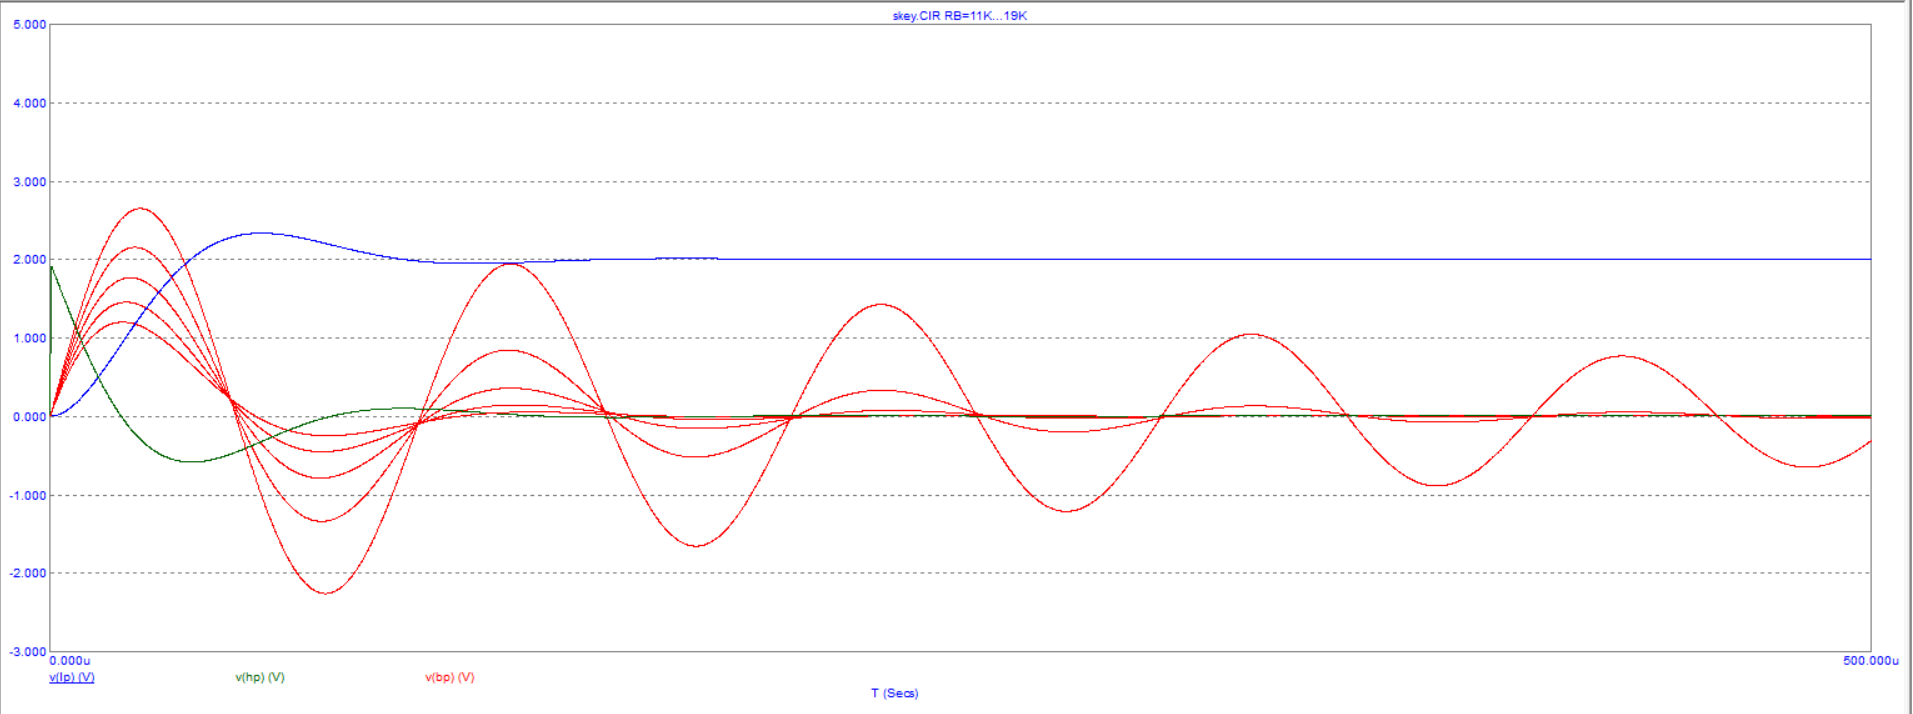 skey.CIR RB=11K...19K
5.000
4.000
3.000
2.000
1.000
0.000
-1.000
-2.000
-3.000
0.000u 500.000u
v(lp) (V) v(hp) (V) v(bp) (V)
T (Secs)